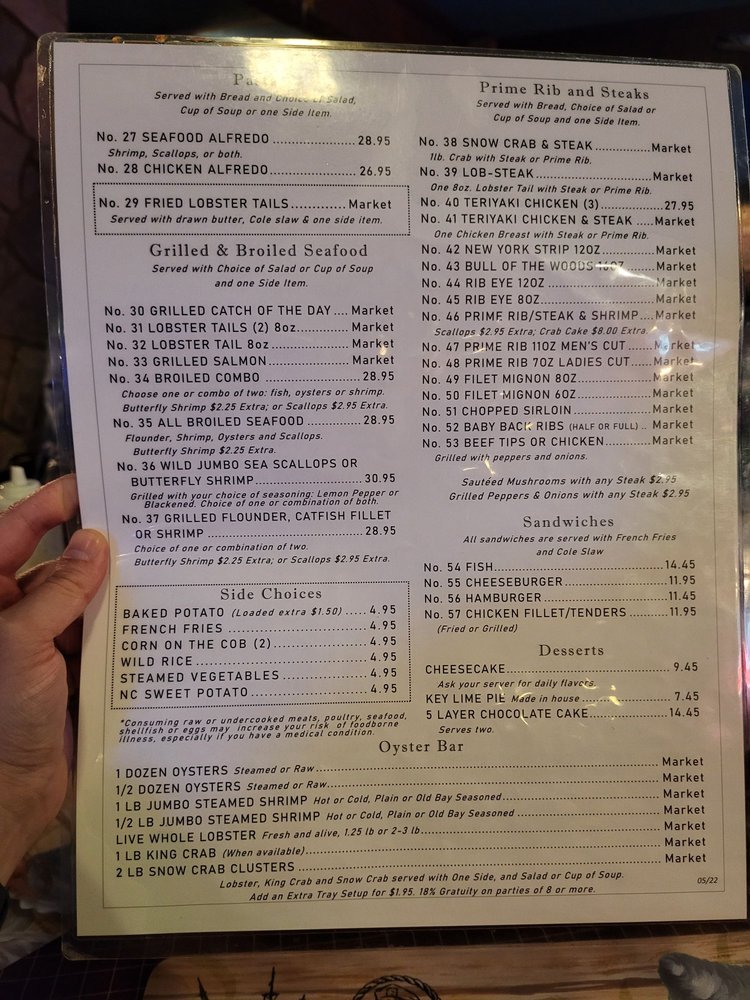 Served with Bread and Choice of Salad,
Cup of Soup or one Side Item.
No. 27 SEAFOOD ALFREDO ..................... 28.95
Shrimp, Scallops, or both.
No. 28 CHICKEN ALFREDO..................... 26.95
No. 29 FRIED LOBSTER TAILS............. Market
Served with drawn butter, Cole slaw & one side item.
Grilled & Broiled Seafood
Served with Choice of Salad or Cup of Soup
and one Side Item.
No. 30 GRILLED CATCH OF THE DAY.... Market
No. 31 LOBSTER TAILS (2) 8oz............ Market
No. 32 LOBSTER TAIL 8oz................. Market
No. 33 GRILLED SALMON.................. Market
No. 34 BROILED COMBO ..................... 28.95
Choose one or combo of two: fish, oysters or shrimp.
Butterfly Shrimp $2.25 Extra; or Scallops $2.95 Extra.
No. 35 ALL BROILED SEAFOOD .............. 28.95
Flounder, Shrimp, Oysters and Scallops.
Butterfly Shrimp $2.25 Extra.
No. 36 WILD JUMBO SEA SCALLOPS OR
BUTTERFLY SHRIMP...................... 30.95
Grilled with your choice of seasoning: Lemon Pepper or
Blackened. Choice of one or combination of both.
No. 37 GRILLED FLOUNDER, CATFISH FILLET
OR SHRIMP ............................... 28.95
Choice of one or combination of two.
Butterfly Shrimp $2.25 Extra; or Scallops $2.95 Extra.
Side Choices
BAKED POTATO (Loaded extra $1.50) ..... 4.95
FRENCH FRIES ........................... 4.95
CORN ON THE COB (2)................... 4.95
WILD RICE................................ 4.95
STEAMED VEGETABLES ................. 4.95
NC SWEET POTATO ...................... 4.95
*Consuming raw or undercooked meats, poultry, seafood,
shellfish or eggs may increase your risk of foodborne
illness, especially if you have a medical condition.
Prime Rib and Steaks
Served with Bread, Choice of Salad or
Cup of Soup and one Side Item.
No. 38 SNOW CRAB & STEAK.............. Market
1lb. Crab with Steak or Prime Rib.
No. 39 LOB-STEAK......................... Market
One 8oz. Lobster Tail with Steak or Prime Rib.
No. 40 TERIYAKI CHICKEN (3)................ 27.95
No. 41 TERIYAKI CHICKEN & STEAK ..... Market
One Chicken Breast with Steak or Prime Rib.
No. 42 NEW YORK STRIP 12OZ............. Market
No. 43 BULL OF THE WOODS 16OZ....... Market
No. 44 RIB EYE 12OZ....................... Market
No. 45 RIB EYE 8OZ........................ Market
No. 46 PRIME RIB/STEAK & SHRIMP.... Market
Scallops $2.95 Extra; Crab Cake $8.00 Extra.
No. 47 PRIME RIB 11OZ MEN'S CUT ..... Market
No. 48 PRIME RIB 7OZ LADIES CUT..... Market
No. 49 FILET MIGNON 8OZ................ Market
No. 50 FILET MIGNON 6OZ................ Market
No. 51 CHOPPED SIRLOIN ................ Market
No. 52 BABY BACK RIBS (HALF OR FULL) .. Market
No. 53 BEEF TIPS OR CHICKEN.......... Market
Grilled with peppers and onions.
Sautéed Mushrooms with any Steak $2.95
Grilled Peppers & Onions with any Steak $2.95
Sandwiches
All sandwiches are served with French Fries
and Cole Slaw
No. 54 FISH.................................. 14.45
No. 55 CHEESEBURGER..................... 11.95
No. 56 HAMBURGER......................... 11.45
No. 57 CHICKEN FILLET/TENDERS ........ 11.95
(Fried or Grilled)
Desserts
CHEESECAKE................................ 9.45
Ask your server for daily flavors.
KEY LIME PIE Made in house .................. 7.45
5 LAYER CHOCOLATE CAKE................ 14.45
Serves two.
Oyster Bar
1 DOZEN OYSTERS Steamed or Raw............................ Market
1/2 DOZEN OYSTERS Steamed or Raw......................... Market
1 LB JUMBO STEAMED SHRIMP Hot or Cold, Plain or Old Bay Seasoned............ Market
1/2 LB JUMBO STEAMED SHRIMP Hot or Cold, Plain or Old Bay Seasoned ......... Market
LIVE WHOLE LOBSTER Fresh and alive, 1.25 lb or 2-3 lb.................. Market
1 LB KING CRAB (When available)............................. Market
2 LB SNOW CRAB CLUSTERS .................................. Market
Lobster, King Crab and Snow Crab served with One Side, and Salad or Cup of Soup.
Add an Extra Tray Setup for $1.95. 18% Gratuity on parties of 8 or more.
05/22